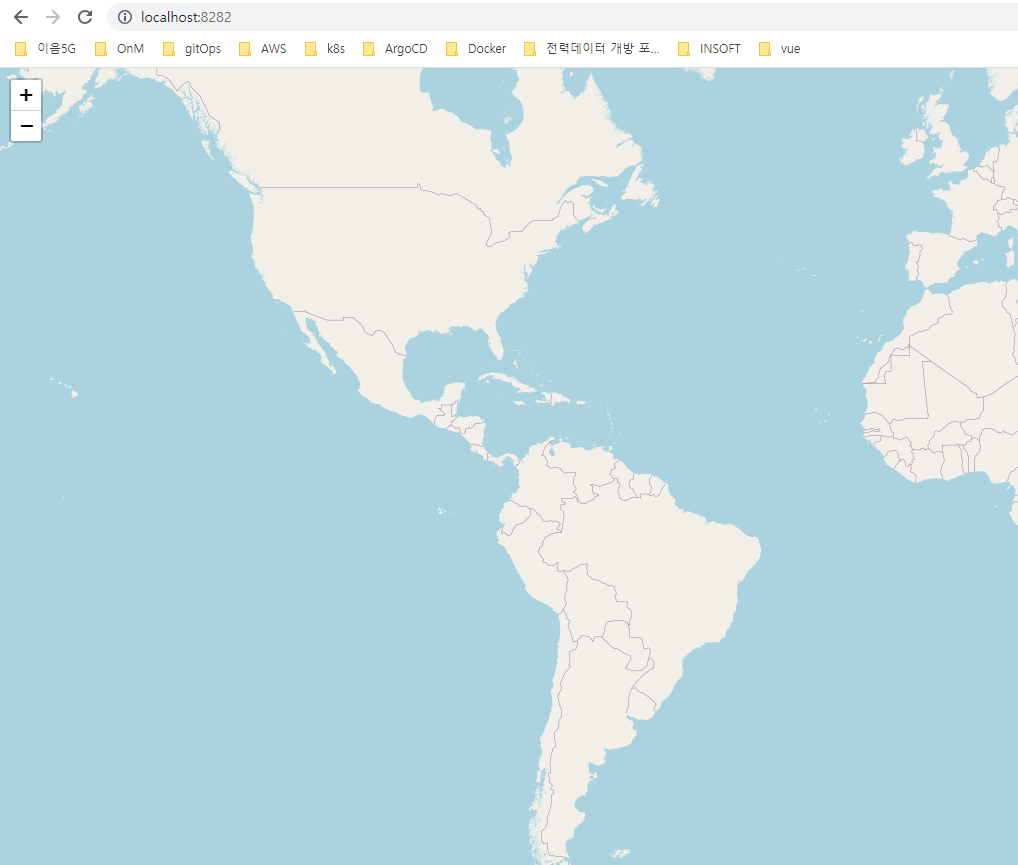 localhost:8282
이음5G OnM gitOps AWS k8s ArgoCD Docker 전력데이터 개방 포... INSOFT vue
+
−